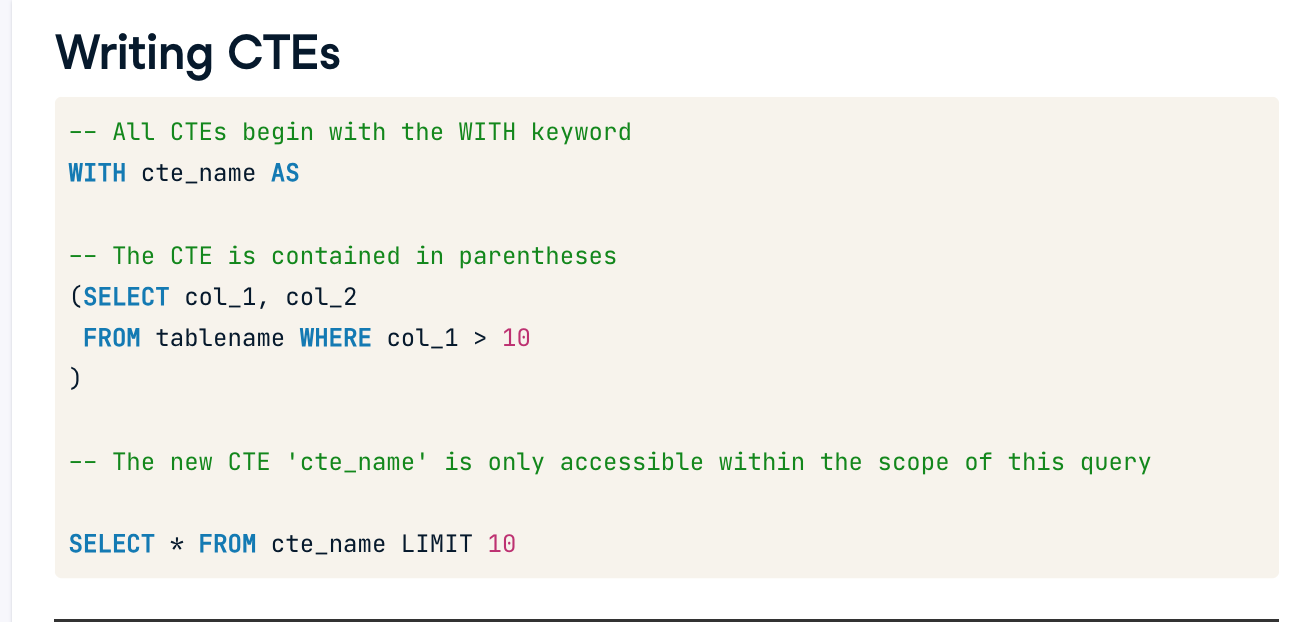 Writing CTEs
-- All CTEs begin with the WITH keyword
WITH cte_name AS
-- The CTE is contained in parentheses
(SELECT col_1, col_2
FROM tablename WHERE col_1 > 10
)
-- The new CTE 'cte_name' is only accessible within the scope of this query
SELECT * FROM cte_name LIMIT 10